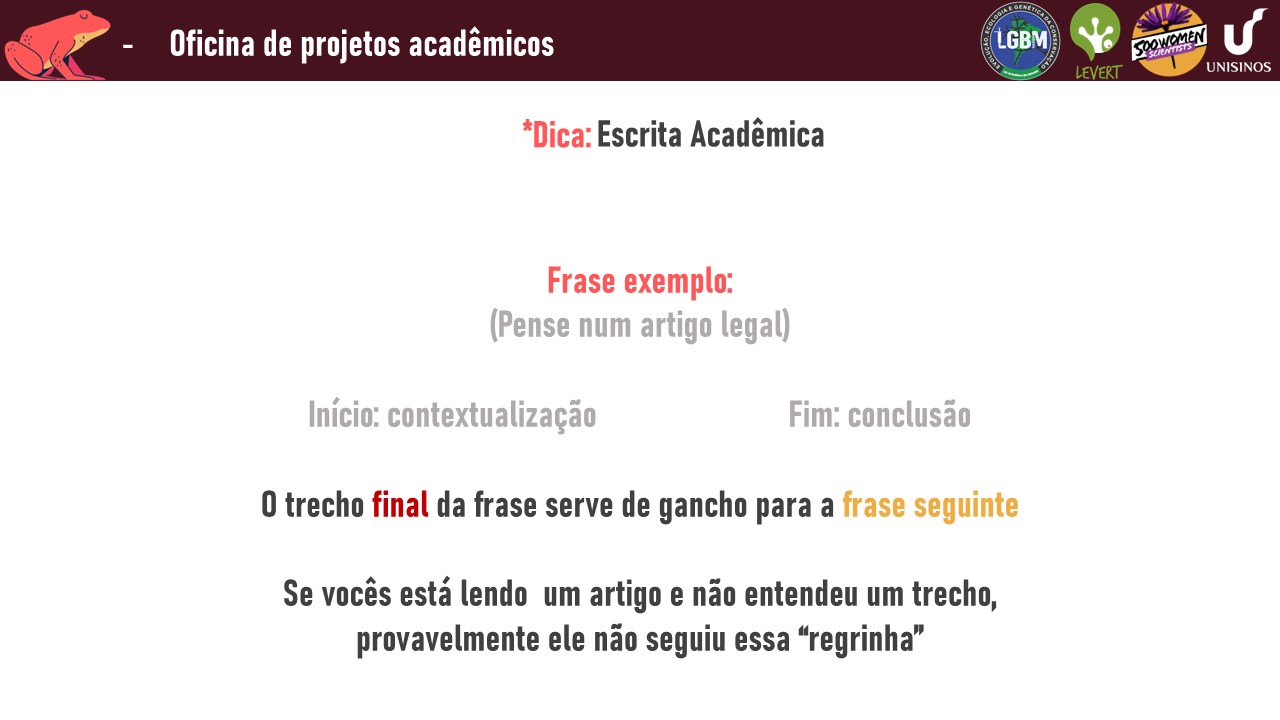 - Oficina de projetos acadêmicos
EVOLUÇÃO, ECOLOGIA E GENÉTICA DA CONSERVAÇÃO
LGBM
LEVERT
500 WOMEN
SCIENTISTS
UNISINOS
*Dica: Escrita Acadêmica
Frase exemplo:
(Pense num artigo legal)
Início: contextualização Fim: conclusão
O trecho final da frase serve de gancho para a frase seguinte
Se vocês está lendo  um artigo e não entendeu um trecho,
provavelmente ele não seguiu essa “regrinha”